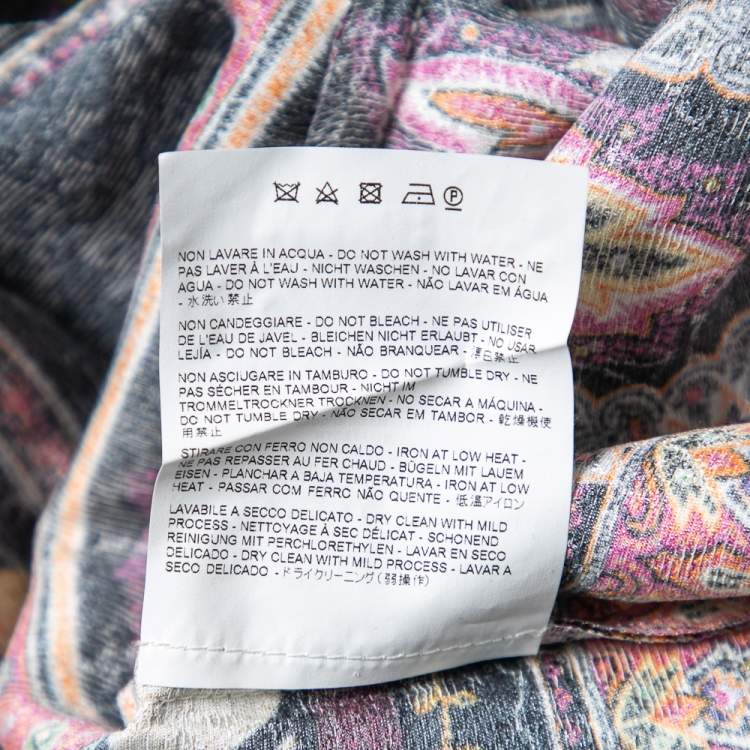 NON LAVARE IN ACQUA - DO NOT WASH WITH WATER - NE
PAS LAVER À L'EAU - NICHT WASCHEN - NO LAVAR CON
AGUA - DO NOT WASH WITH WATER - NÃO LAVAR EM ÁGUA
- 水洗い禁止
NON CANDEGGIARE - DO NOT BLEACH - NE PAS UTILISER
DE L'EAU DE JAVEL - BLEICHEN NICHT ERLAUBT - NO USAR
LEJÍA - DO NOT BLEACH - NÃO BRANQUEAR - 漂白禁止
NON ASCIUGARE IN TAMBURO - DO NOT TUMBLE DRY - NE
PAS SÉCHER EN TAMBOUR - NICHT IM
TROMMELTROCKNER TROCKNEN - NO SECAR A MÁQUINA -
DO NOT TUMBLE DRY - NÃO SECAR EM TAMBOR - 乾燥機使
用禁止
STIRARE CON FERRO NON CALDO - IRON AT LOW HEAT -
NE PAS REPASSER AU FER CHAUD - BÜGELN MIT LAUEM
EISEN - PLANCHAR A BAJA TEMPERATURA - IRON AT LOW
HEAT - PASSAR COM FERRO NÃO QUENTE - 低温アイロン
LAVABILE A SECCO DELICATO - DRY CLEAN WITH MILD
PROCESS - NETTOYAGE À SEC DÉLICAT - SCHONEND
REINIGUNG MIT PERCHLORETHYLEN - LAVAR EN SECO
DELICADO - DRY CLEAN WITH MILD PROCESS - LAVAR A
SECO DELICADO - ドライクリーニング(弱操作)